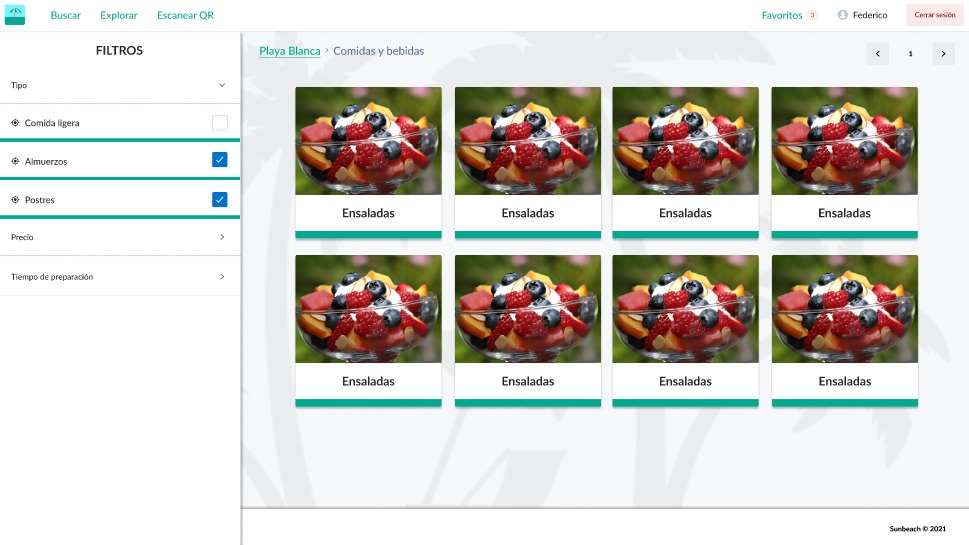 Buscar
Explorar
Escanear QR
Favoritos 3
Federico
Cerrar sesión
FILTROS
Tipo
Comida ligera
Almuerzos
Postres
Precio
Tiempo de preparación
Playa Blanca › Comidas y bebidas
< 1 >
Ensaladas
Ensaladas
Ensaladas
Ensaladas
Ensaladas
Ensaladas
Ensaladas
Ensaladas
Sunbeach © 2021